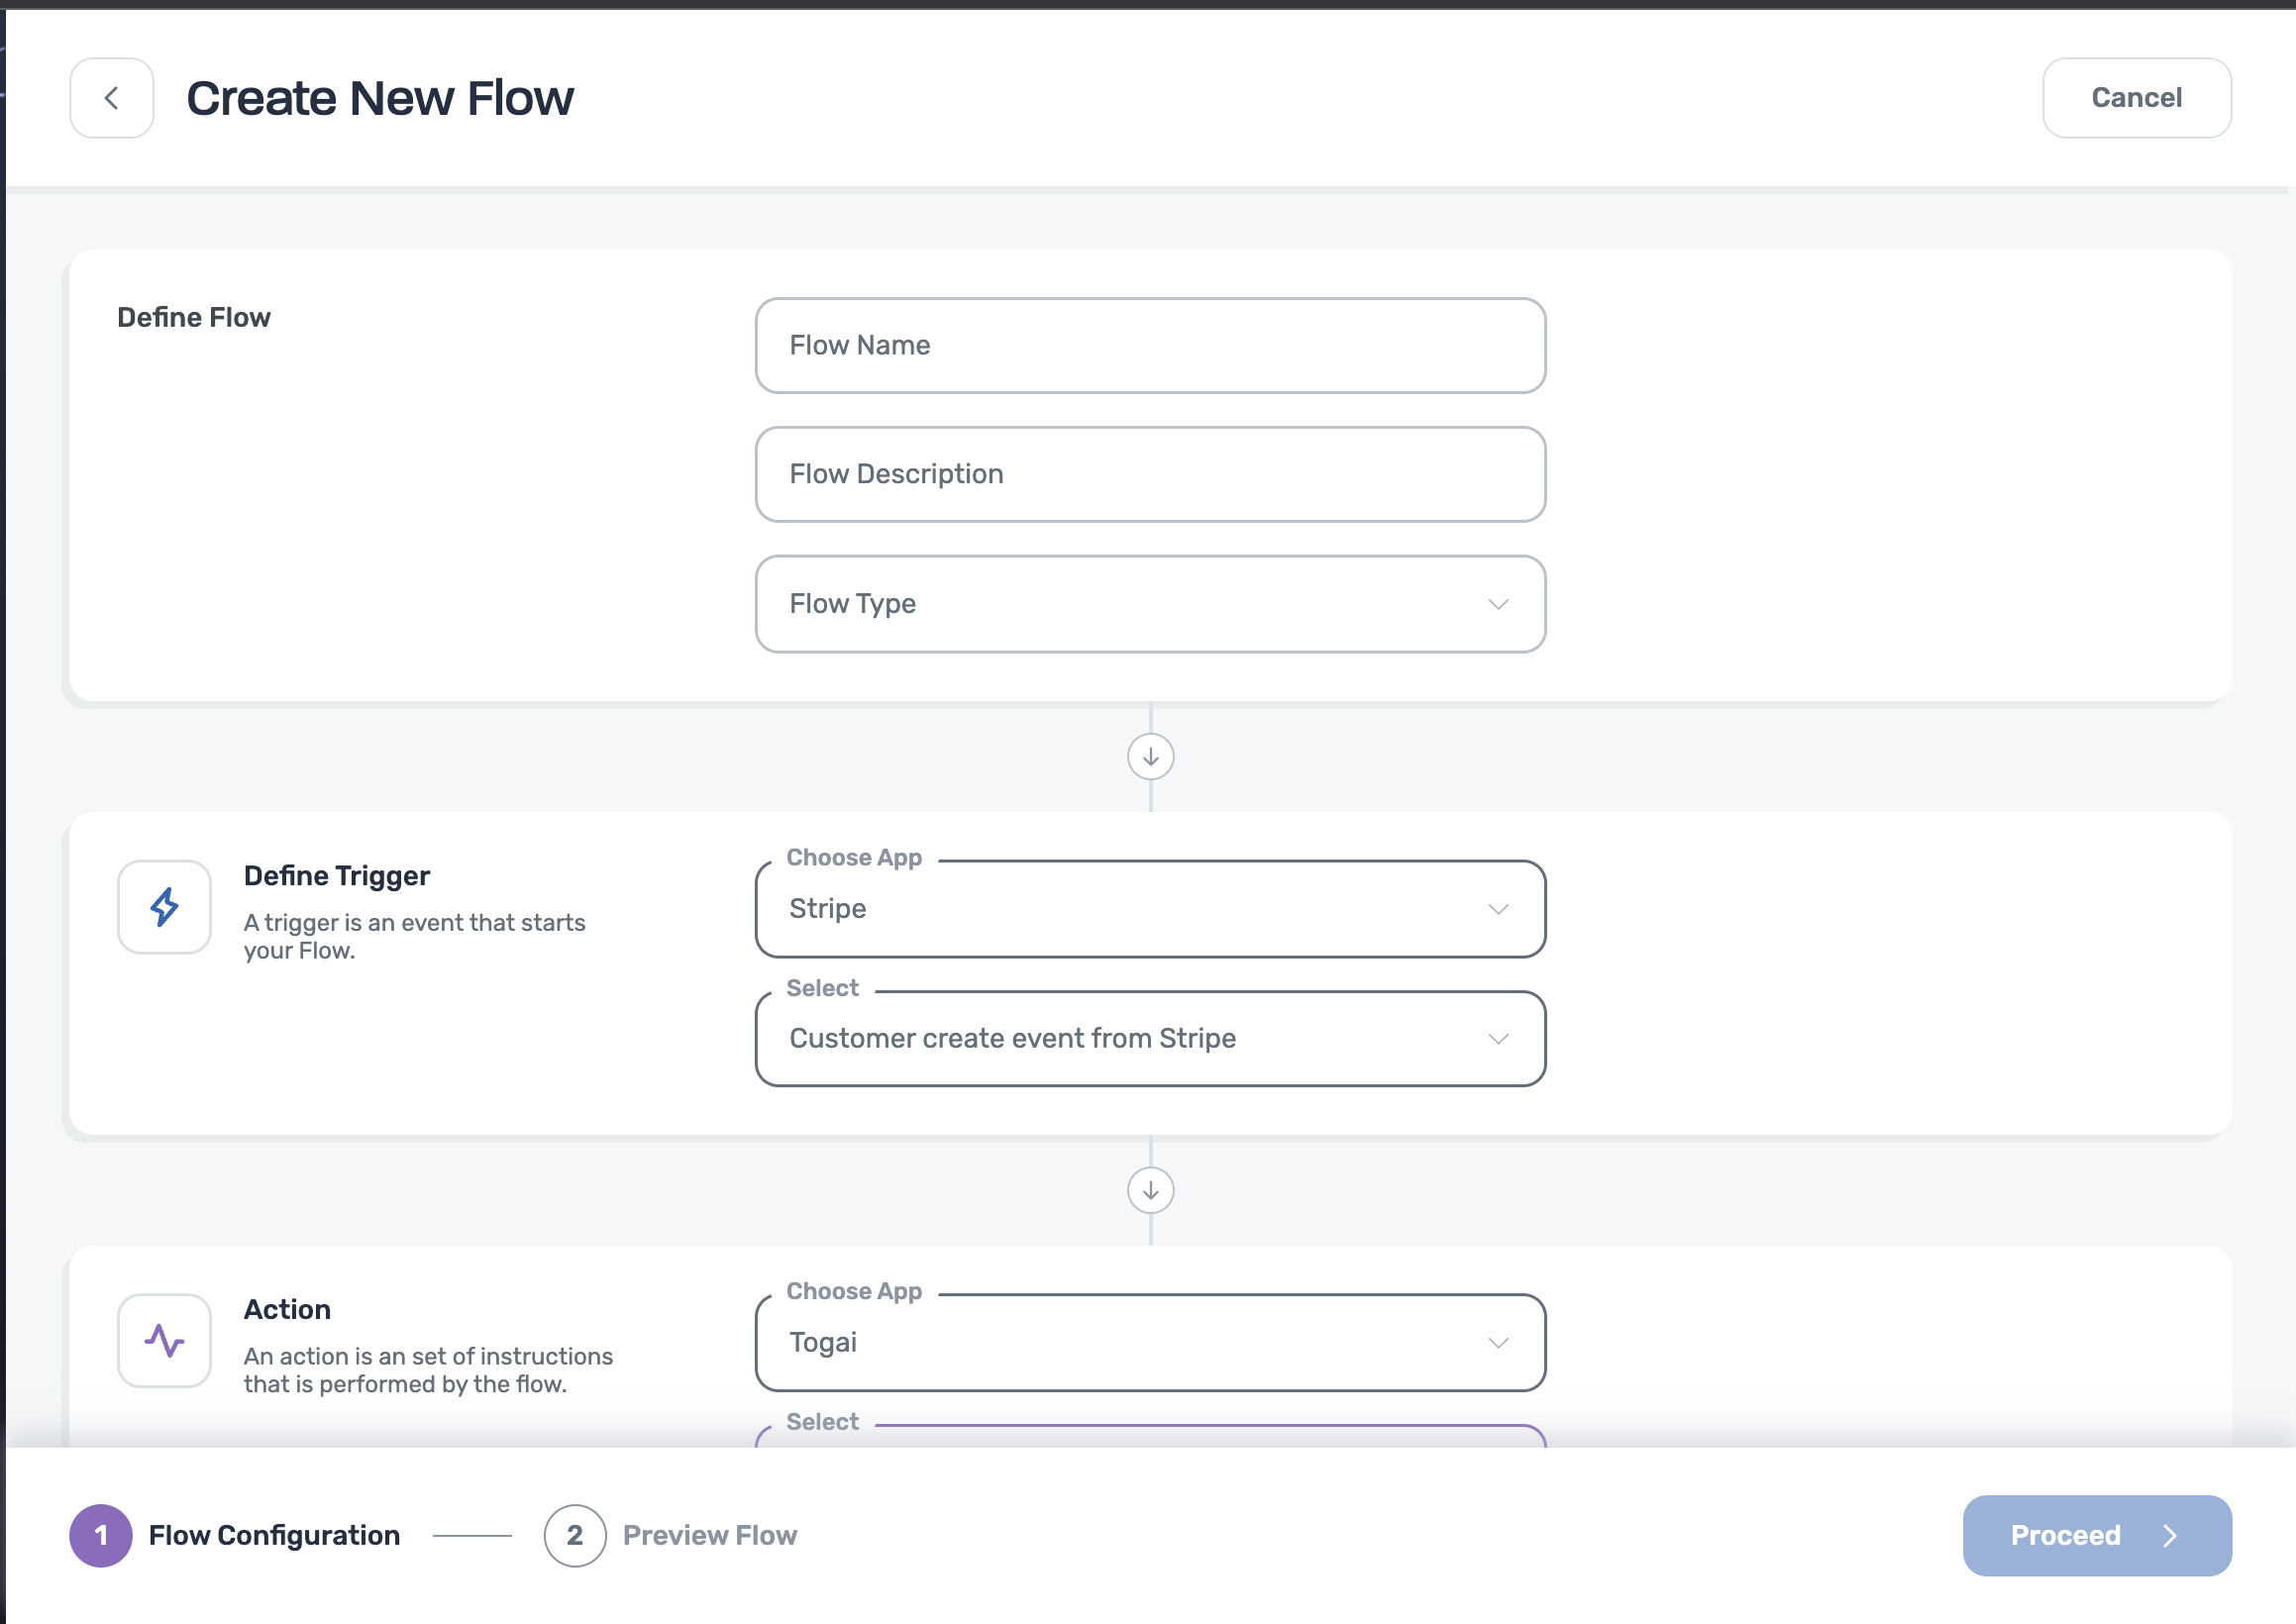 Create New Flow
Cancel
Define Flow
Flow Name
Flow Description
Flow Type
Define Trigger
A trigger is an event that starts
your Flow.
Choose App
Stripe
Select
Customer create event from Stripe
Action
An action is an set of instructions
that is performed by the flow.
Choose App
Togai
Select
1 Flow Configuration
2 Preview Flow
Proceed